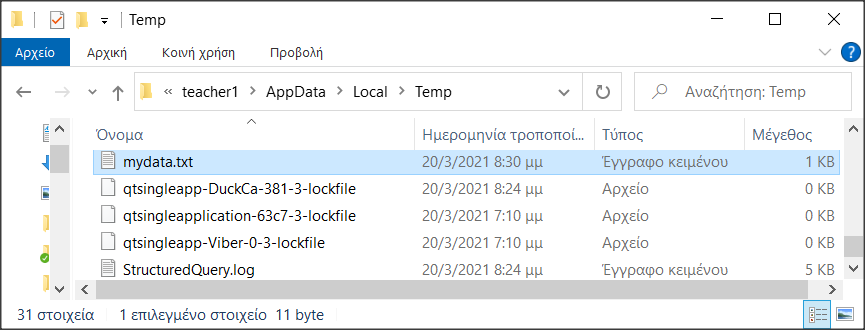 Temp
Αρχείο Αρχική Κοινή χρήση Προβολή
« teacher1 > AppData > Local > Temp Αναζήτηση: Temp
Όνομα Ημερομηνία τροποποί... Τύπος Μέγεθος
mydata.txt 20/3/2021 8:30 μμ Έγγραφο κειμένου 1 KB
qtsingleapp-DuckCa-381-3-lockfile 20/3/2021 8:24 μμ Αρχείο 0 KB
qtsingleapplication-63c7-3-lockfile 20/3/2021 7:10 μμ Αρχείο 0 KB
qtsingleapp-Viber-0-3-lockfile 20/3/2021 7:10 μμ Αρχείο 0 KB
StructuredQuery.log 20/3/2021 8:24 μμ Έγγραφο κειμένου 5 KB
31 στοιχεία 1 επιλεγμένο στοιχείο 11 byte